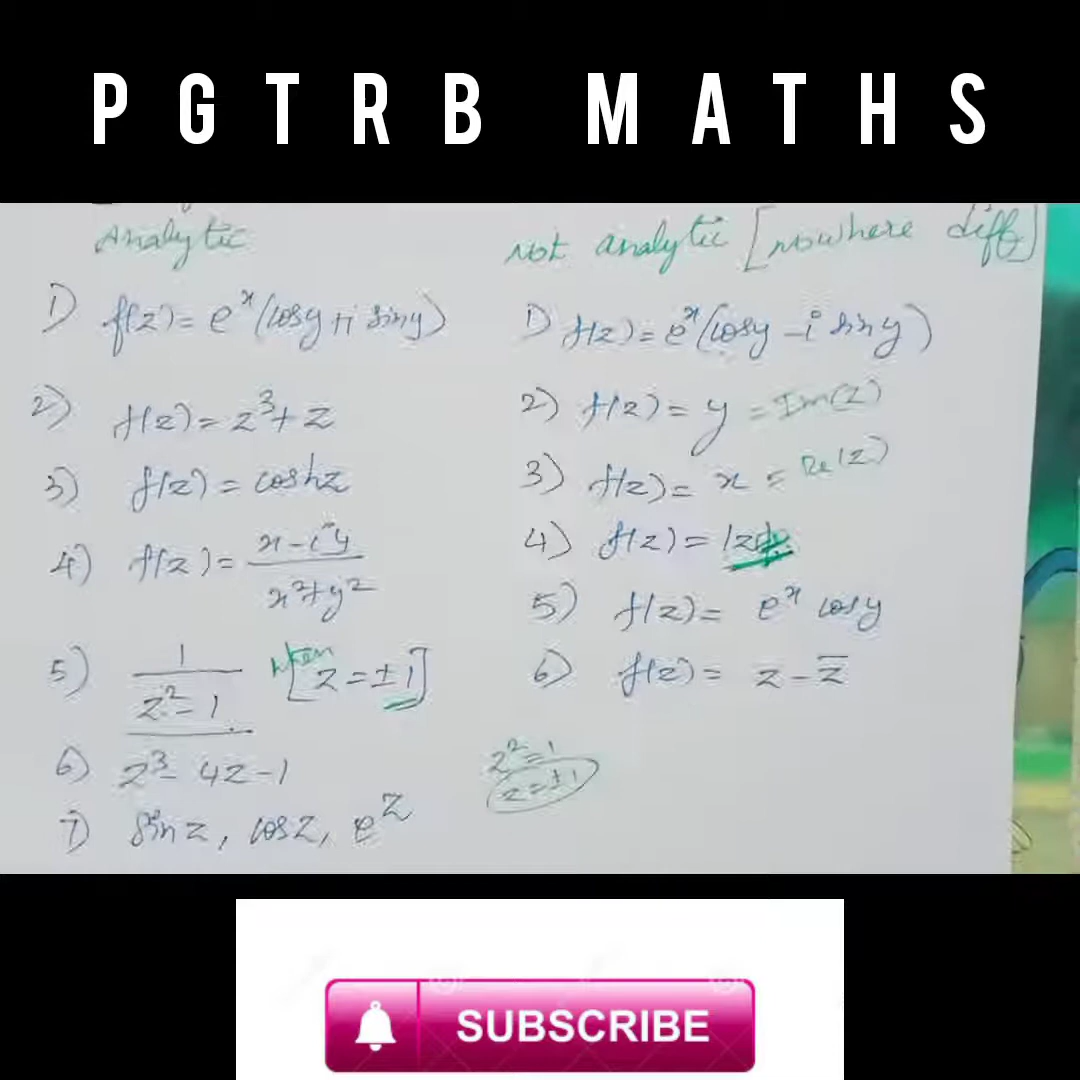 PGTRB MATHS
Analytic
not analytic [nowhere diff]
1) f(z) = e^x (cosy + i siny)
1) f(z) = e^x (cosy - i siny)
2) f(z) = z^3 + z
2) f(z) = y = Im(z)
3) f(z) = coshz
3) f(z) = x = Re(z)
4) f(z) = x-iy / x^2+y^2
4) f(z) =
5) 1 / z^2-1 when [z = ±1]
5) f(z) = e^x cosy
6) f(z) = z - z̄
6) z^3 - 4z - 1
z^2 = 1
z = ±1
7) sinz, cosz, e^z
SUBSCRIBE